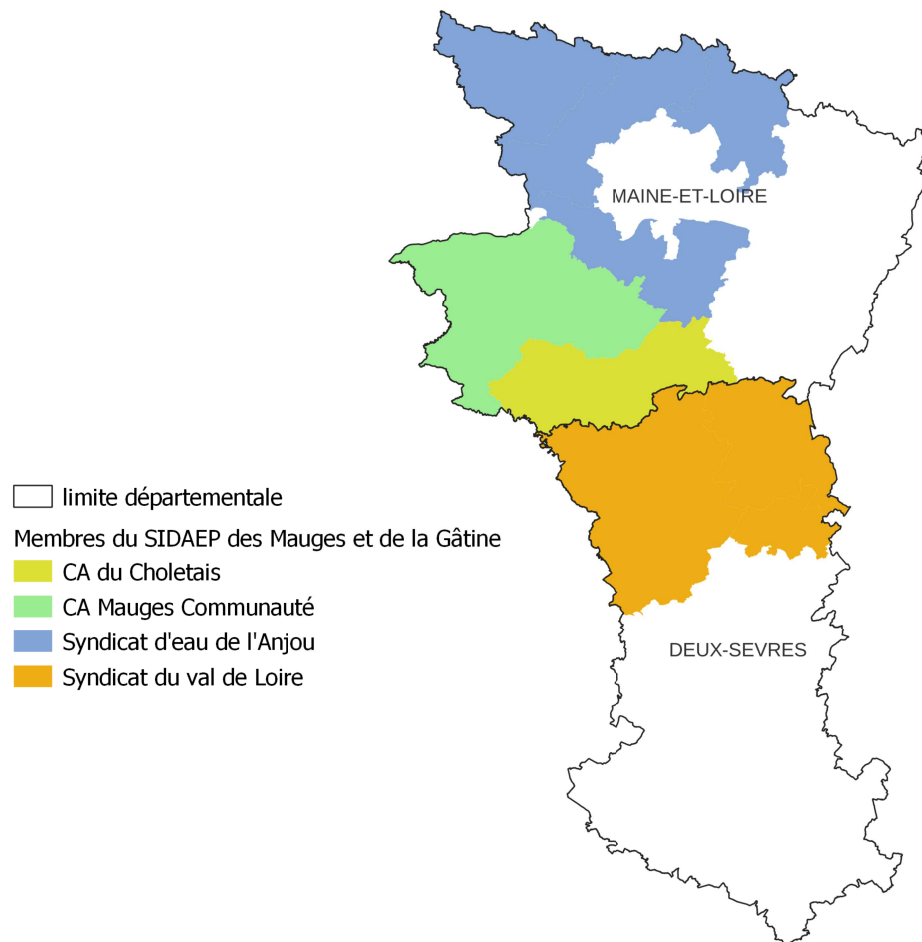 MAINE-ET-LOIRE
limite départementale
Membres du SIDAEP des Mauges et de la Gâtine
CA du Choletais
CA Mauges Communauté
Syndicat d'eau de l'Anjou
Syndicat du val de Loire
DEUX-SEVRES